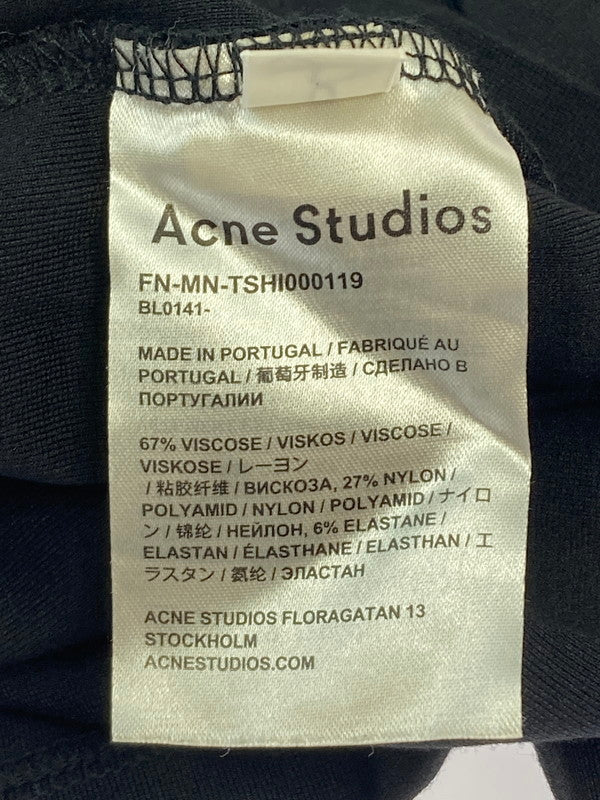 Acne Studios
FN-MN-TSHI000119
BL0141-
MADE IN PORTUGAL / FABRIQUÉ AU
PORTUGAL / 葡萄牙制造 / СДЕЛАНО В
ПОРТУГАЛИИ
67% VISCOSE / VISKOS / VISCOSE /
VISKOSE / レーヨン
/ 粘胶纤维 / ВИСКОЗА, 27% NYLON /
POLYAMID / NYLON / POLYAMID / ナイロ
ン / 锦纶 / НЕЙЛОН, 6% ELASTANE /
ELASTAN / ÉLASTHANE / ELASTHAN / エ
ラスタン / 氨纶 / ЭЛАСТАН
ACNE STUDIOS FLORAGATAN 13
STOCKHOLM
ACNESTUDIOS.COM